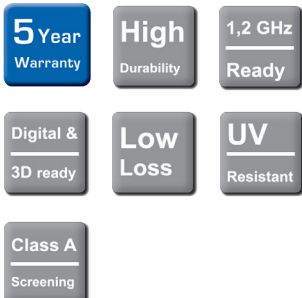 5 Year
Warranty
High
Durability
1,2 GHz
Ready
Digital &
3D ready
Low
Loss
UV
Resistant
Class A
Screening